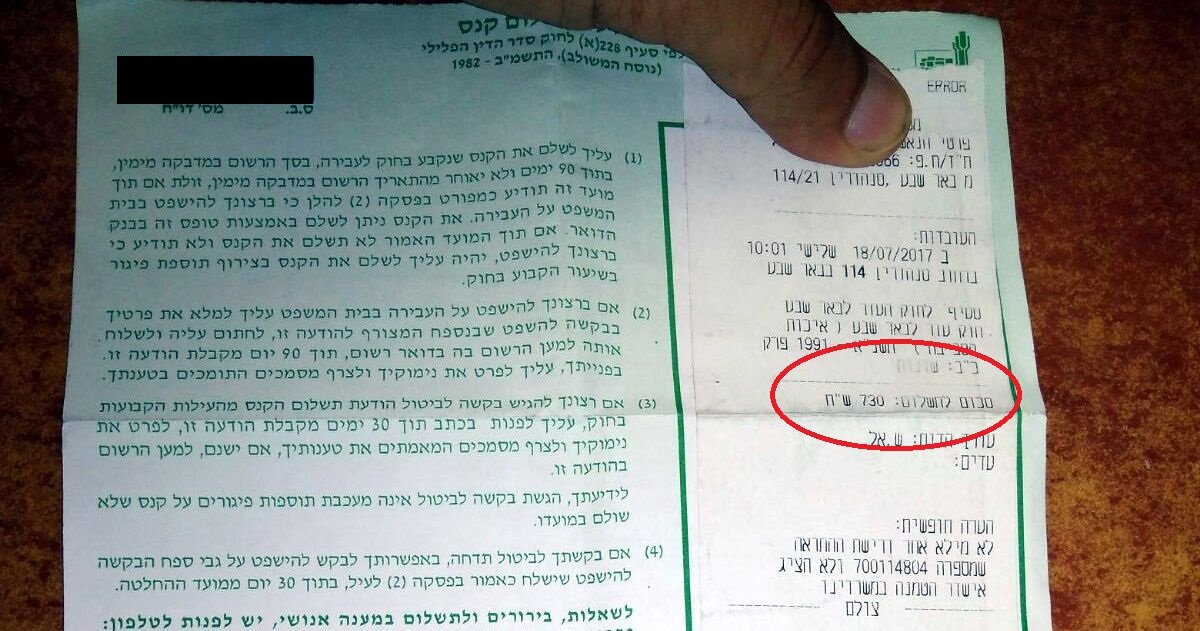 לום קנס
לפי סעיף 228(א) לחוק סדר הדין הפלילי
(נוסח המשולב), התשמ"ב - 1982
ס.ב. מס' דו"ח
(1) עליך לשלם את הקנס שנקבע בחוק לעבירה, בסך הרשום במדבקה מימין,
בתוך 90 ימים ולא יאוחר מהתאריך הרשום במדבקה מימין, זולת אם תוך
מועד זה תודיע כמפורט בפסקה (2) להלן כי ברצונך להישפט בבית
המשפט על העבירה. את הקנס ניתן לשלם באמצעות טופס זה בבנק
הדואר. אם תוך המועד האמור לא תשלם את הקנס ולא תודיע כי
ברצונך להישפט, יהיה עליך לשלם את הקנס בצירוף תוספת פיגור
בשיעור הקבוע בחוק.
(2) אם ברצונך להישפט על העבירה בבית המשפט עליך למלא את פרטיך
בבקשה להשפט שבנספח המצורף להודעה זו, לחתום עליה ולשלוח
אותה למען הרשום בה בדואר רשום, תוך 90 יום מקבלת הודעה זו.
בפנייתך, עליך לפרט את נימוקיך ולצרף מסמכים התומכים בטענתך.
(3) אם רצונך להגיש בקשה לביטול הודעת תשלום הקנס מהעילות הקבועות
בחוק, עליך לפנות בכתב תוך 30 ימים מקבלת הודעה זו, לפרט את
נימוקיך ולצרף מסמכים המאמתים את טענותיך, אם ישנם, למען הרשום
בהודעה זו.
לידיעתך, הגשת בקשה לביטול אינה מעכבת תוספות פיגורים על קנס שלא
שולם במועדו.
(4) אם בקשתך לביטול תדחה, באפשרותך לבקש להישפט על גבי ספח הבקשה
להישפט שישלח כאמור בפסקה (2) לעיל, בתוך 30 יום ממועד ההחלטה.
לשאלות, בירורים ולתשלום במענה אנושי, יש לפנות לטלפון:
ERROR
פרטי הנאש
ת"ז/ח.פ: 086
מ באר שבע ,סנהדרין 114/21
העובדות:
ב 18/07/2017 שלישי 10:01
ברחוב סנהדרין 114 בבאר שבע
סעיף לחוק העזר לבאר שבע
חוק עזר לבאר שבע ( איכות
הסביבה ) תשנ"א - 1991 פרק
כ"ב:
סכום לתשלום: 730 ש"ח
עורך הדוח: ש.אל
עדים:
הערה חופשית:
לא מילא אחר דרישת ההתראה
שמספרה 700114804 ולא הציג
אישור הטמנה במשרדינו
צולם